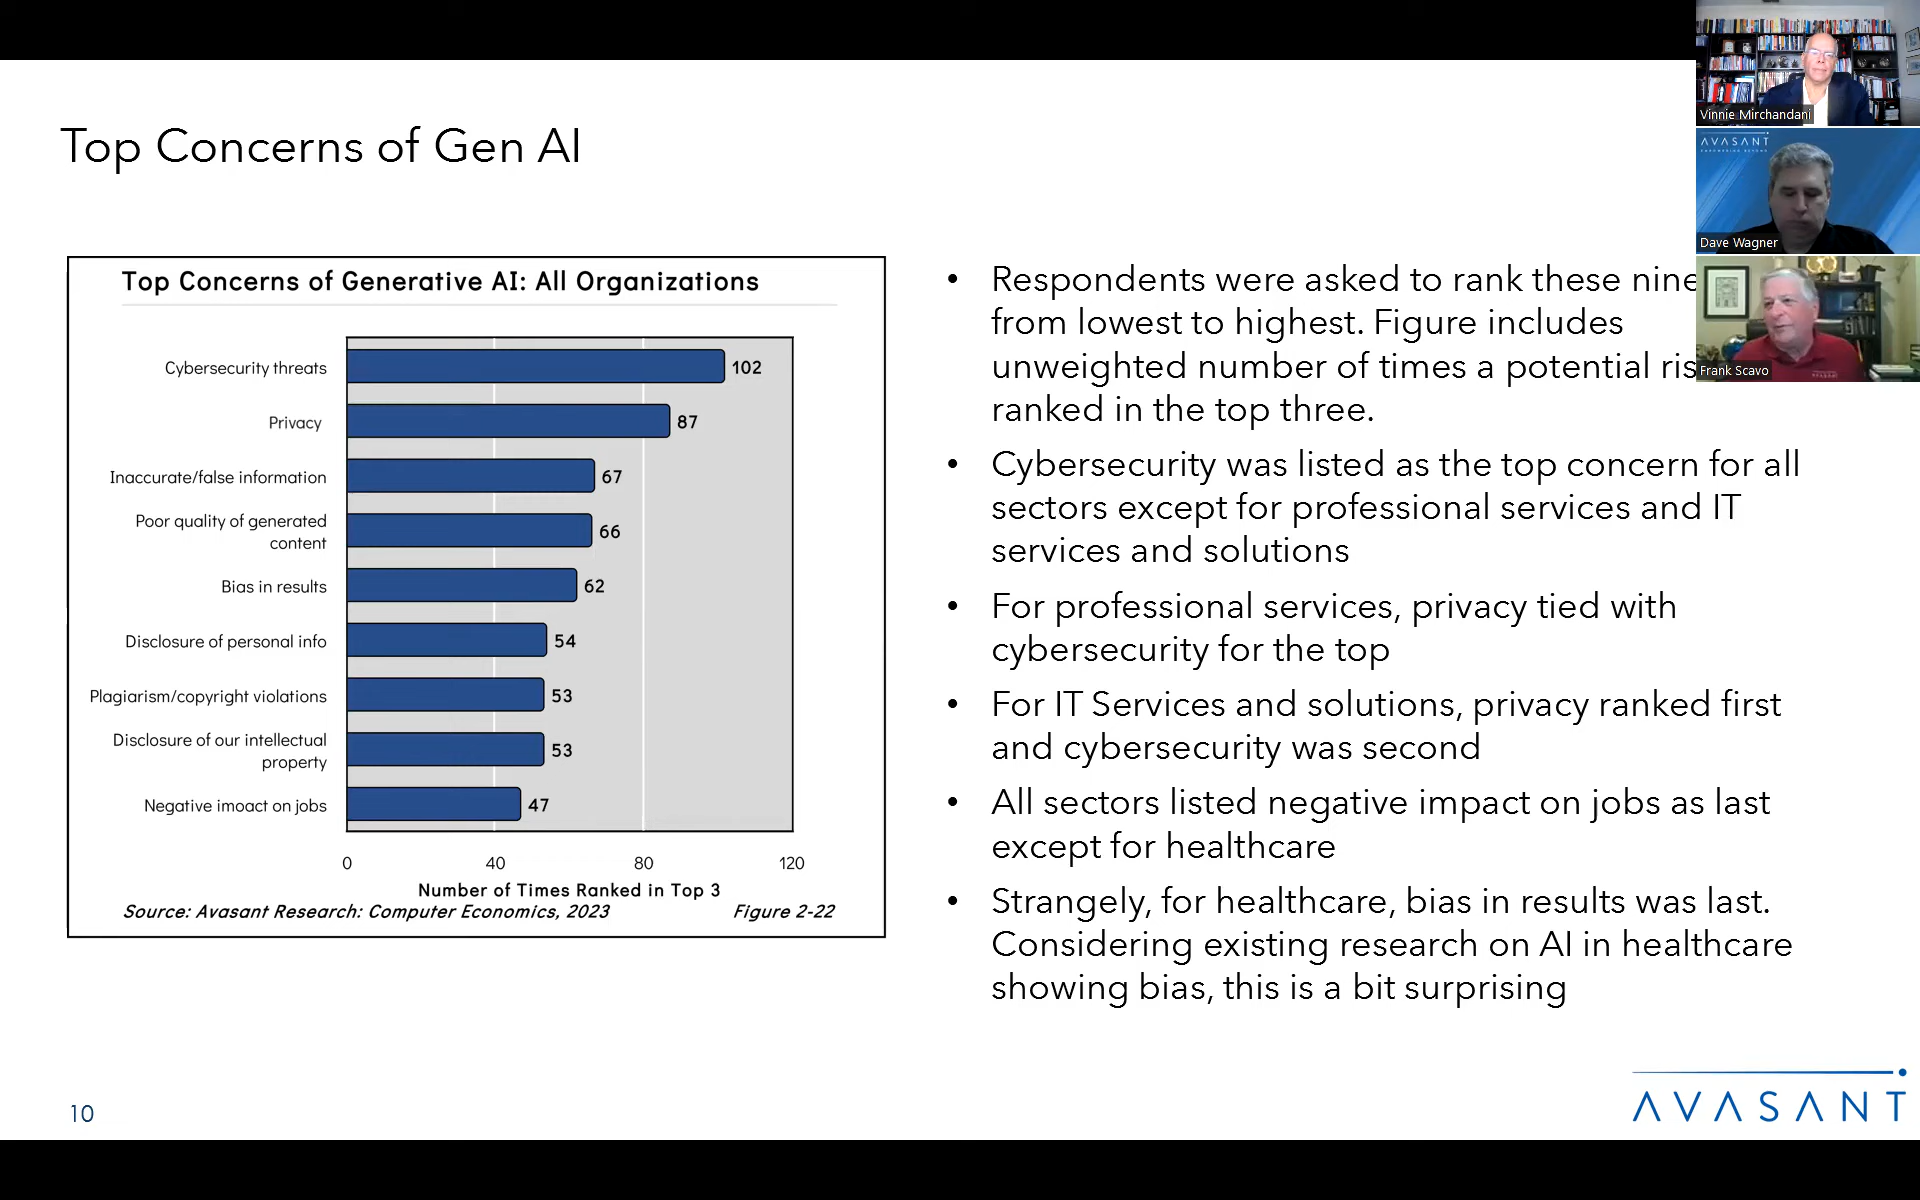 Top Concerns of Gen AI
Top Concerns of Generative AI: All Organizations
Cybersecurity threats 102
Privacy 87
Inaccurate/false information 67
Poor quality of generated
content 66
Bias in results 62
Disclosure of personal info 54
Plagiarism/copyright violations 53
Disclosure of our intellectual
property 53
Negative imoact on jobs 47
0 40 80 120
Number of Times Ranked in Top 3
Source: Avasant Research: Computer Economics, 2023 Figure 2-22
• Respondents were asked to rank these nine
from lowest to highest. Figure includes
unweighted number of times a potential
ranked in the top three.
• Cybersecurity was listed as the top concern for all
sectors except for professional services and IT
services and solutions
• For professional services, privacy tied with
cybersecurity for the top
• For IT Services and solutions, privacy ranked first
and cybersecurity was second
• All sectors listed negative impact on jobs as last
except for healthcare
• Strangely, for healthcare, bias in results was last.
Considering existing research on AI in healthcare
showing bias, this is a bit surprising
Vinnie Mirchandani
AVASANT
Dave Wagner
Frank Scavo
10
AVASANT